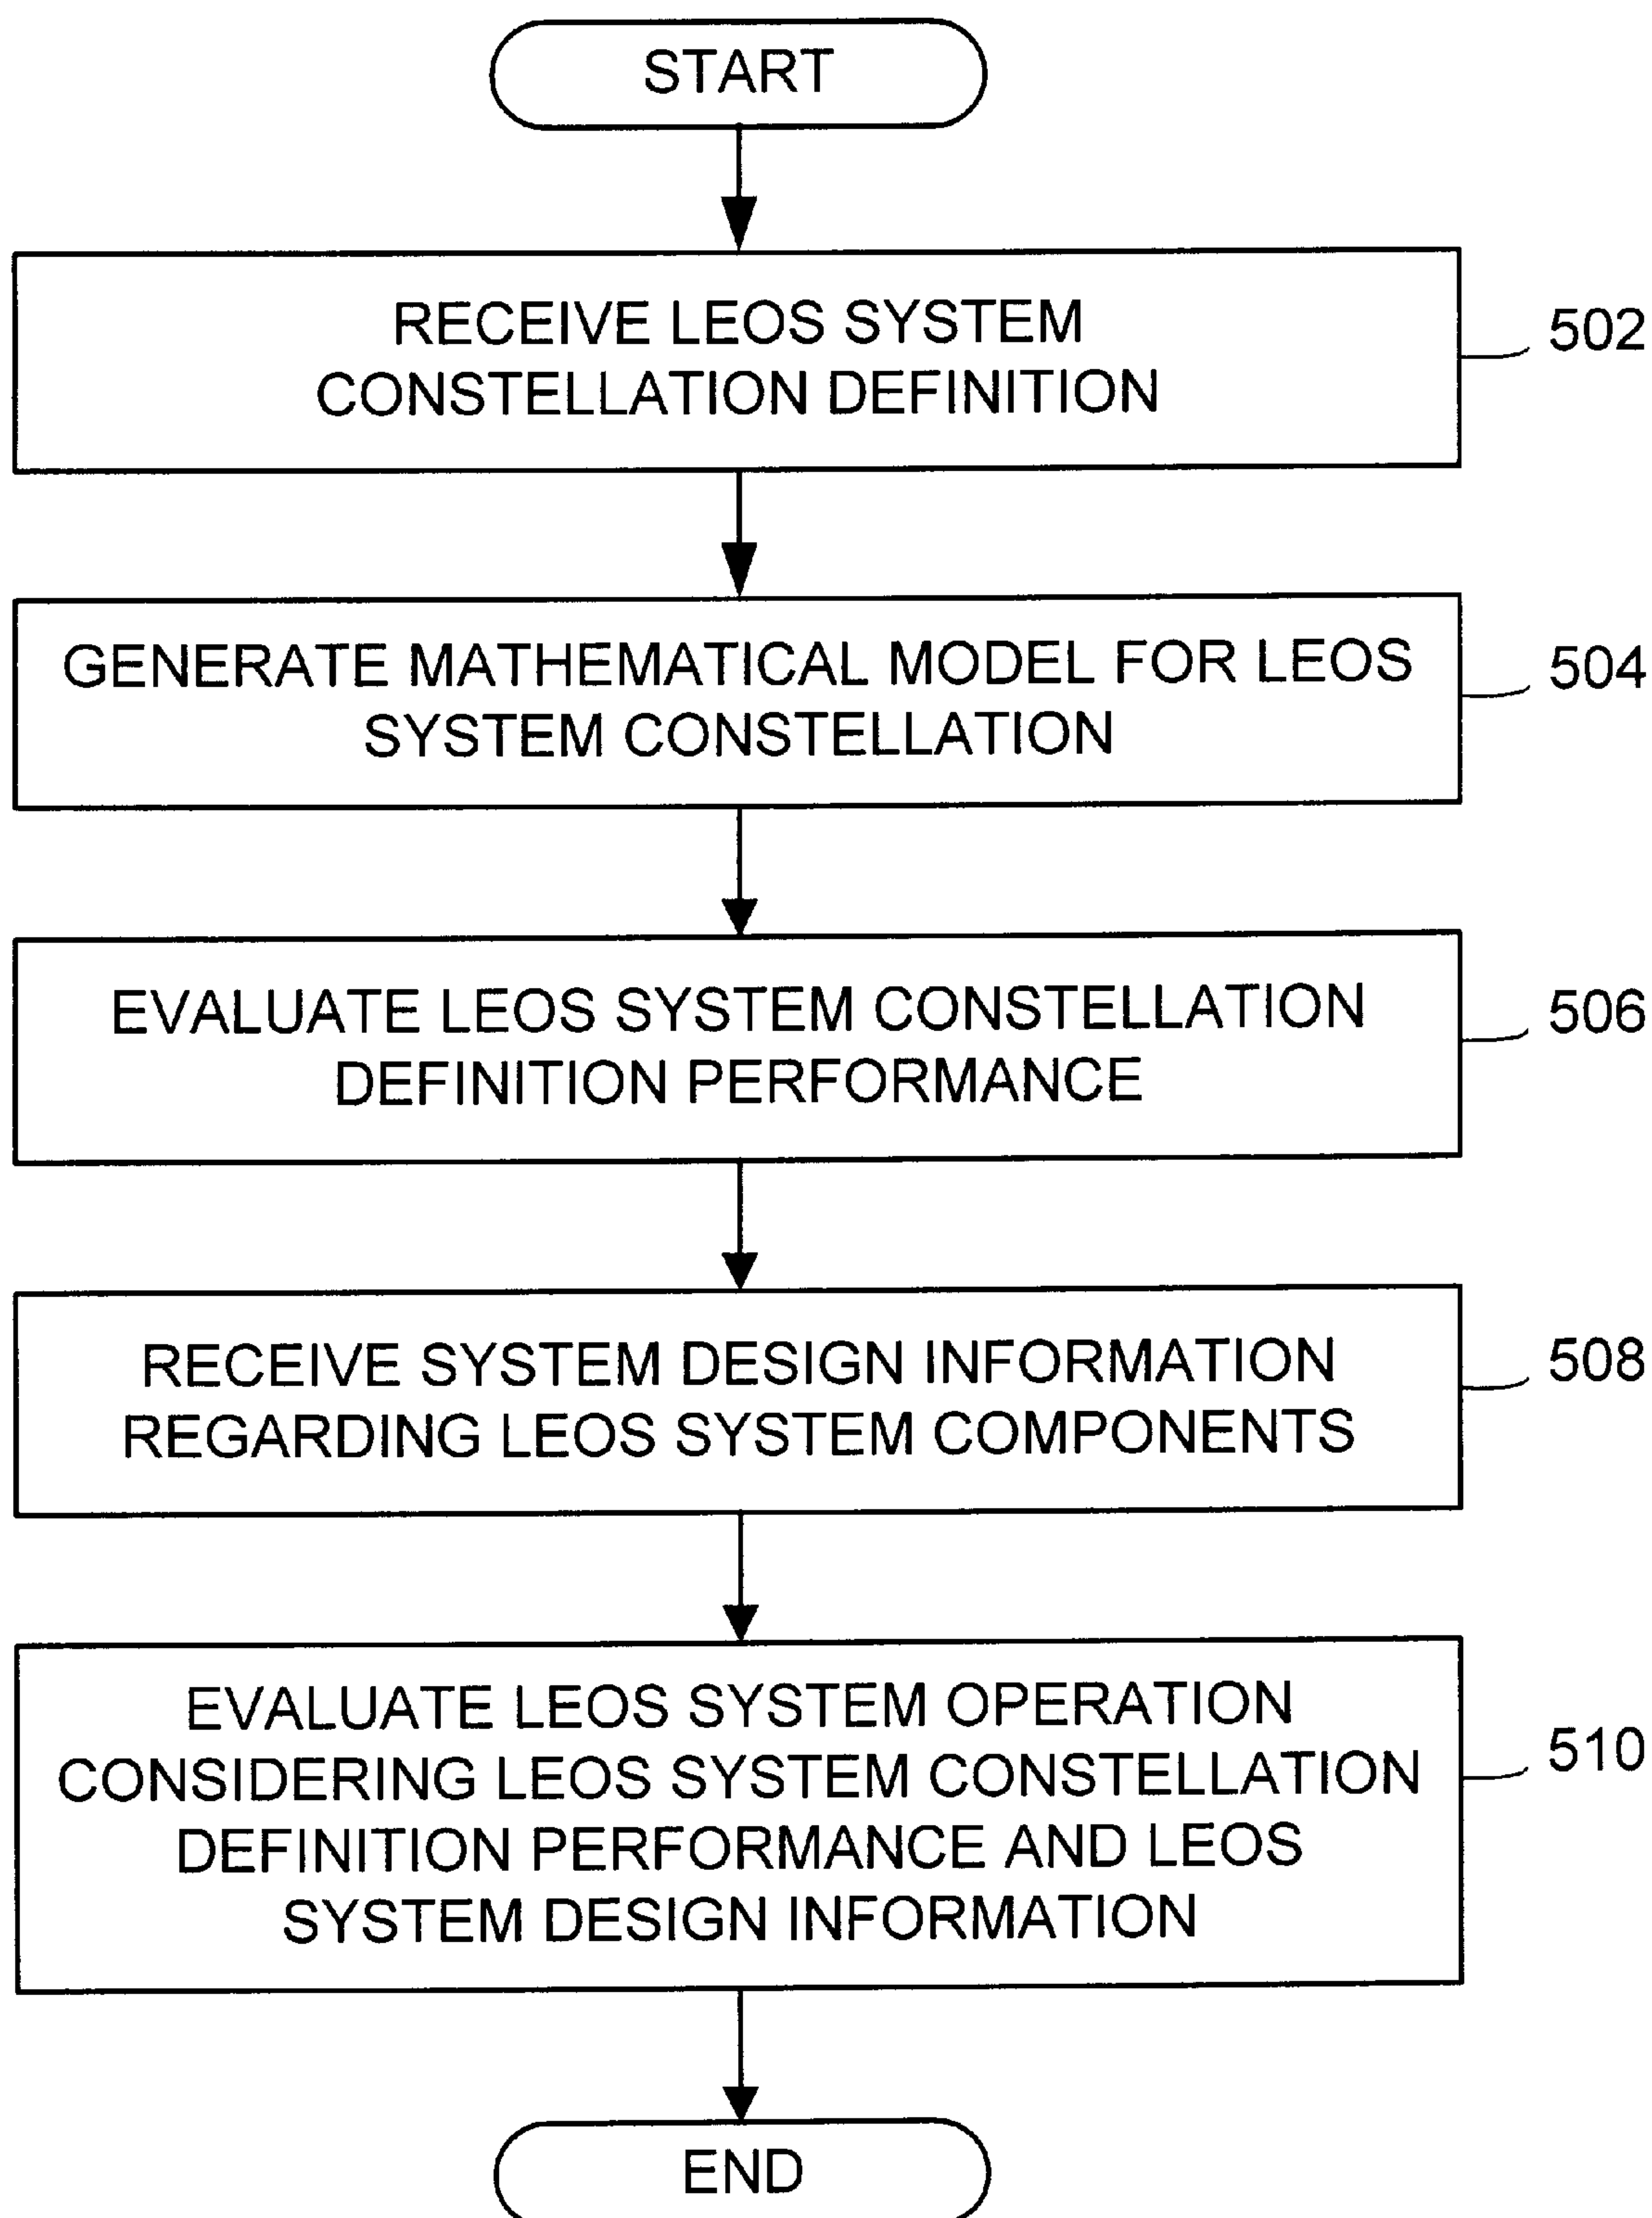 START
RECEIVE LEOS SYSTEM
CONSTELLATION DEFINITION
502
GENERATE MATHEMATICAL MODEL FOR LEOS
SYSTEM CONSTELLATION
504
EVALUATE LEOS SYSTEM CONSTELLATION
DEFINITION PERFORMANCE
506
RECEIVE SYSTEM DESIGN INFORMATION
REGARDING LEOS SYSTEM COMPONENTS
508
EVALUATE LEOS SYSTEM OPERATION
CONSIDERING LEOS SYSTEM CONSTELLATION
DEFINITION PERFORMANCE AND LEOS
SYSTEM DESIGN INFORMATION
510
END